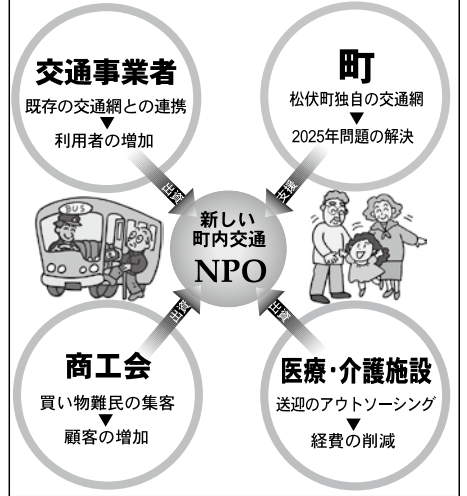 交通事業者
既存の交通網との連携
▼
利用者の増加
町
松伏町独自の交通網
▼
2025年問題の解決
出資
支援
新しい
町内交通
NPO
BUS
出資
出資
商工会
買い物難民の集客
▼
顧客の増加
医療・介護施設
送迎のアウトソーシング
▼
経費の削減